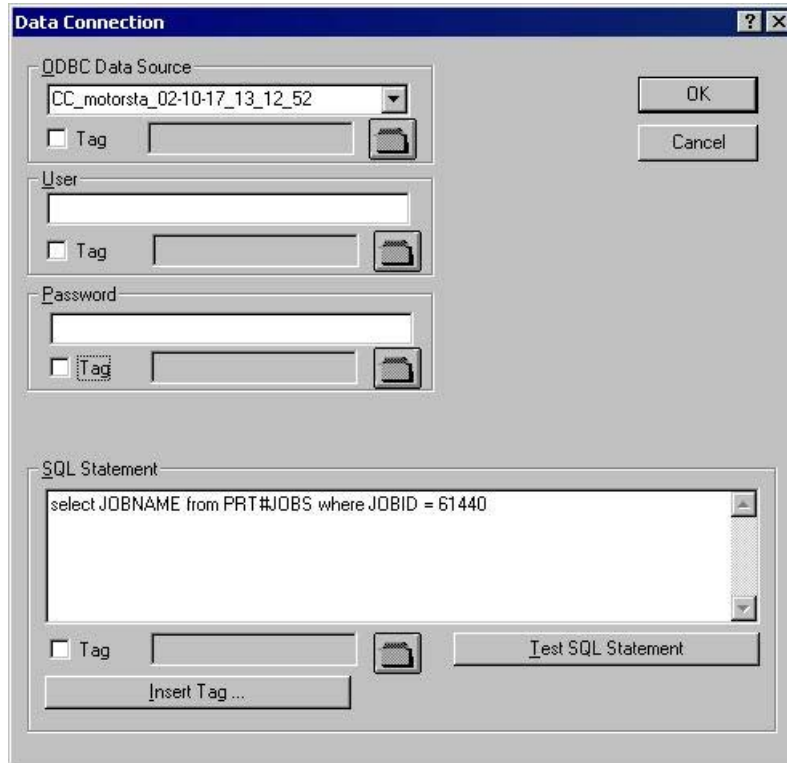 Data Connection
ODBC Data Source
CC_motorsta_02-10-17_13_12_52
Tag
OK
Cancel
User
Tag
Password
Tag
SQL Statement
select JOBNAME from PRT#JOBS where JOBID = 61440
Tag
Test SQL Statement
Insert Tag ...